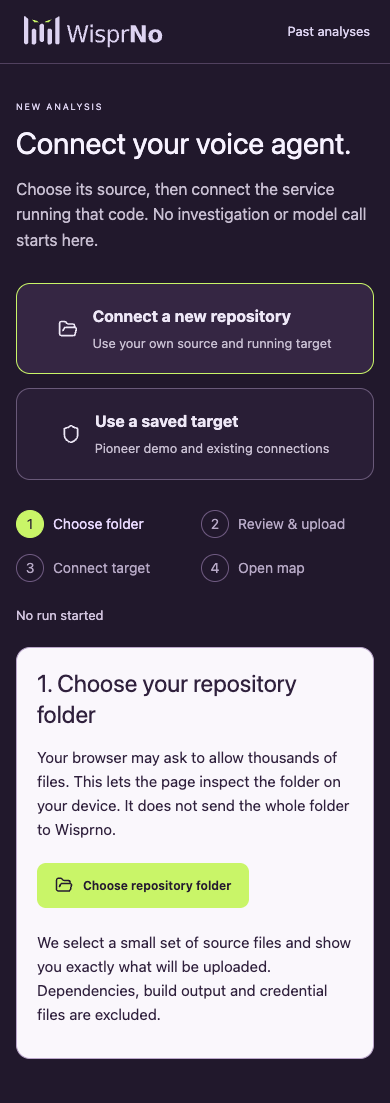 WisprNo
Past analyses
NEW ANALYSIS
Connect your voice agent.
Choose its source, then connect the service
running that code. No investigation or model call
starts here.
Connect a new repository
Use your own source and running target
Use a saved target
Pioneer demo and existing connections
1 Choose folder
2 Review & upload
3 Connect target
4 Open map
No run started
1. Choose your repository
folder
Your browser may ask to allow thousands of
files. This lets the page inspect the folder on
your device. It does not send the whole folder
to Wisprno.
Choose repository folder
We select a small set of source files and show
you exactly what will be uploaded.
Dependencies, build output and credential
files are excluded.